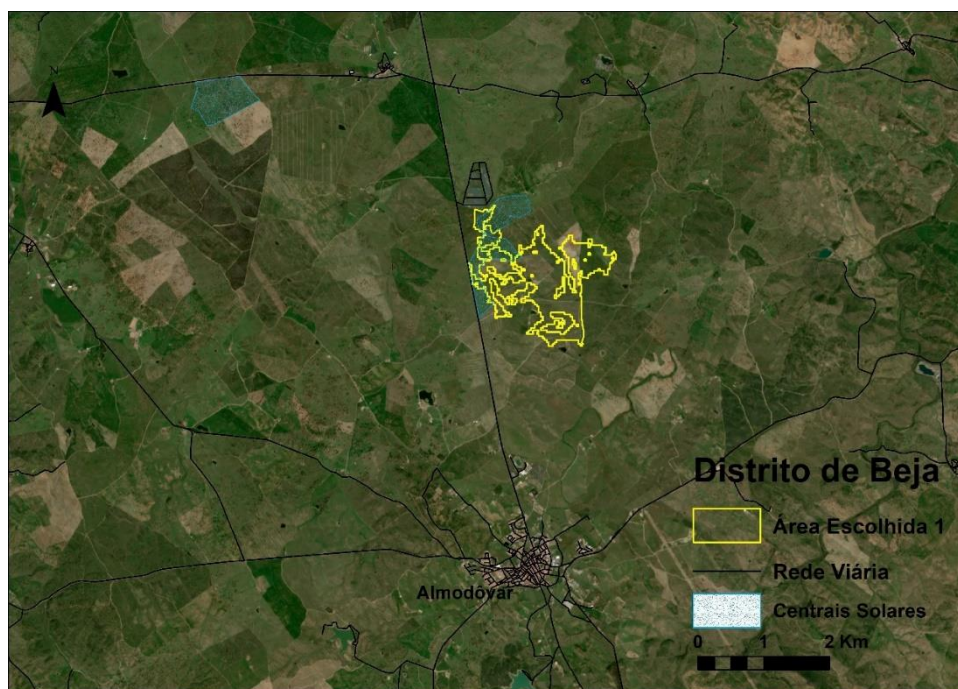 N
Distrito de Beja
Área Escolhida 1
Rede Viária
Almodôvar
Centrais Solares
0 1 2 Km